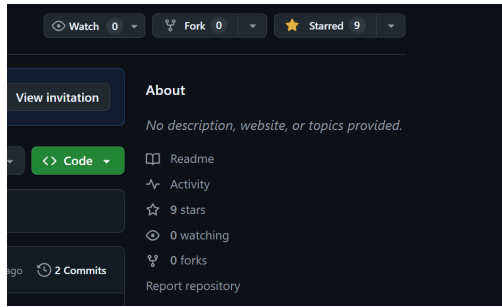 Watch 0 Fork 0 Starred 9
View invitation
About
No description, website, or topics provided.
Code
Readme
Activity
9 stars
0 watching
ago 2 Commits
0 forks
Report repository